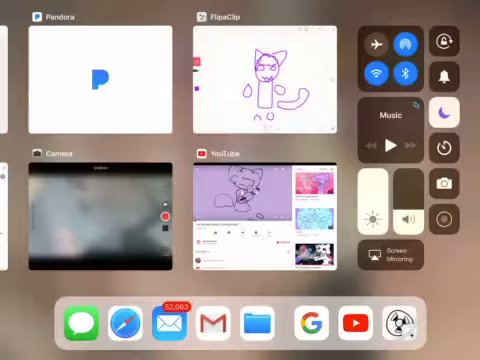 Pandora
FlipaClip
Camera
YouTube
Music
Screen
Mirroring
52,063